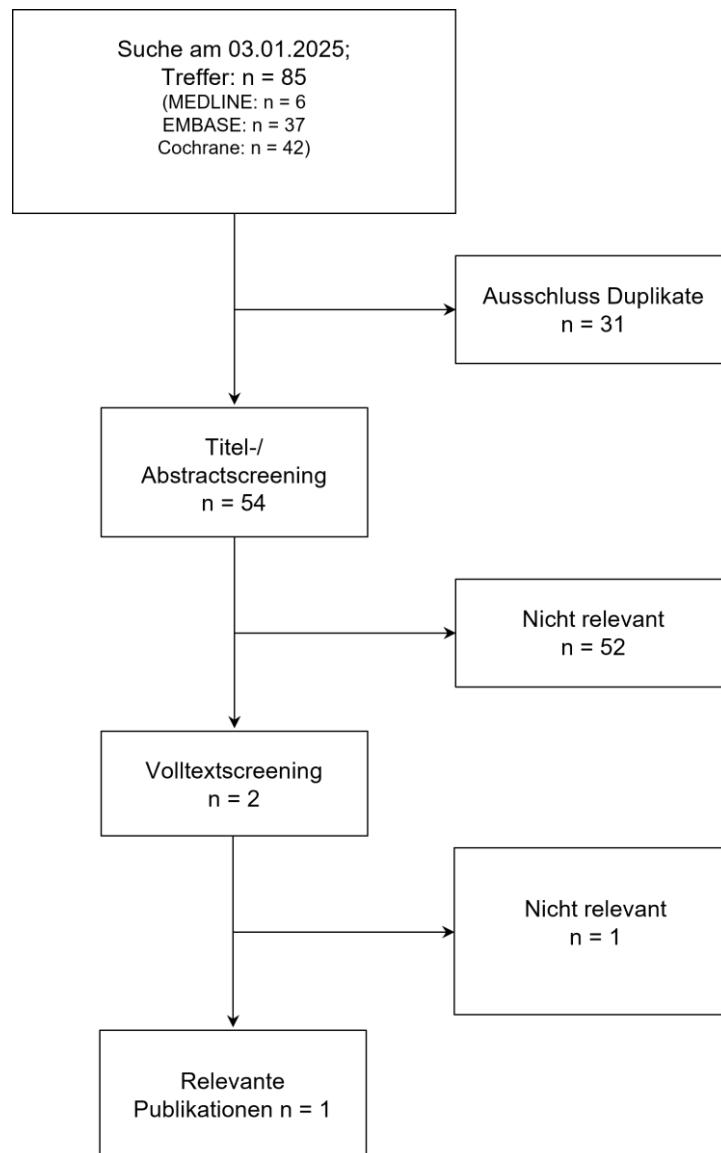 Suche am 03.01.2025;
Treffer: n = 85
(MEDLINE: n = 6
EMBASE: n = 37
Cochrane: n = 42)
Ausschluss Duplikate
n = 31
Titel-/
Abstractscreening
n = 54
Nicht relevant
n = 52
Volltextscreening
n = 2
Nicht relevant
n = 1
Relevante
Publikationen n = 1